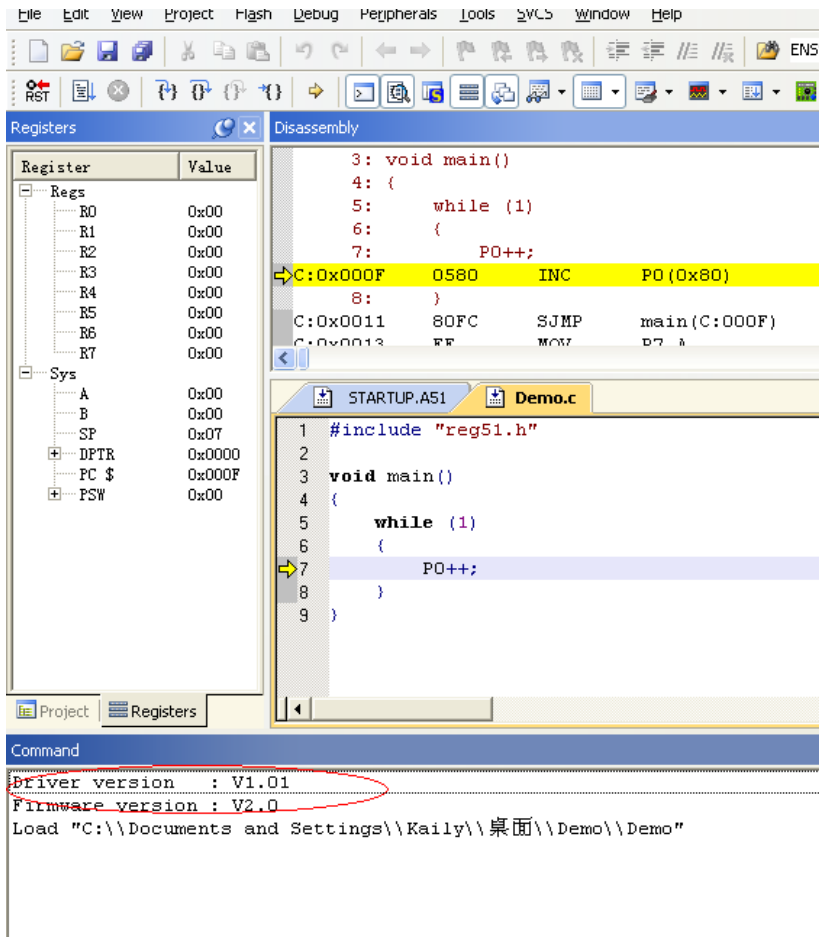 File Edit View Project Flash Debug Peripherals Tools SVCS Window Help
ENS
RST
Registers
Register Value
Regs
R0 0x00
R1 0x00
R2 0x00
R3 0x00
R4 0x00
R5 0x00
R6 0x00
R7 0x00
Sys
A 0x00
B 0x00
SP 0x07
DPTR 0x0000
PC $ 0x000F
PSW 0x00
Project Registers
Disassembly
3: void main()
4: {
5: while (1)
6: {
7: P0++;
C:0x000F 0580 INC P0(0x80)
8: }
C:0x0011 80FC SJMP main(C:000F)
C:0x0013 FF MOV R7,A
STARTUP.A51 Demo.c
1 #include "reg51.h"
2
3 void main()
4 {
5 while (1)
6 {
7 P0++;
8 }
9 }
Command
Driver version : V1.01
Firmware version : V2.0
Load "C:\\Documents and Settings\\Kaily\\桌面\\Demo\\Demo"